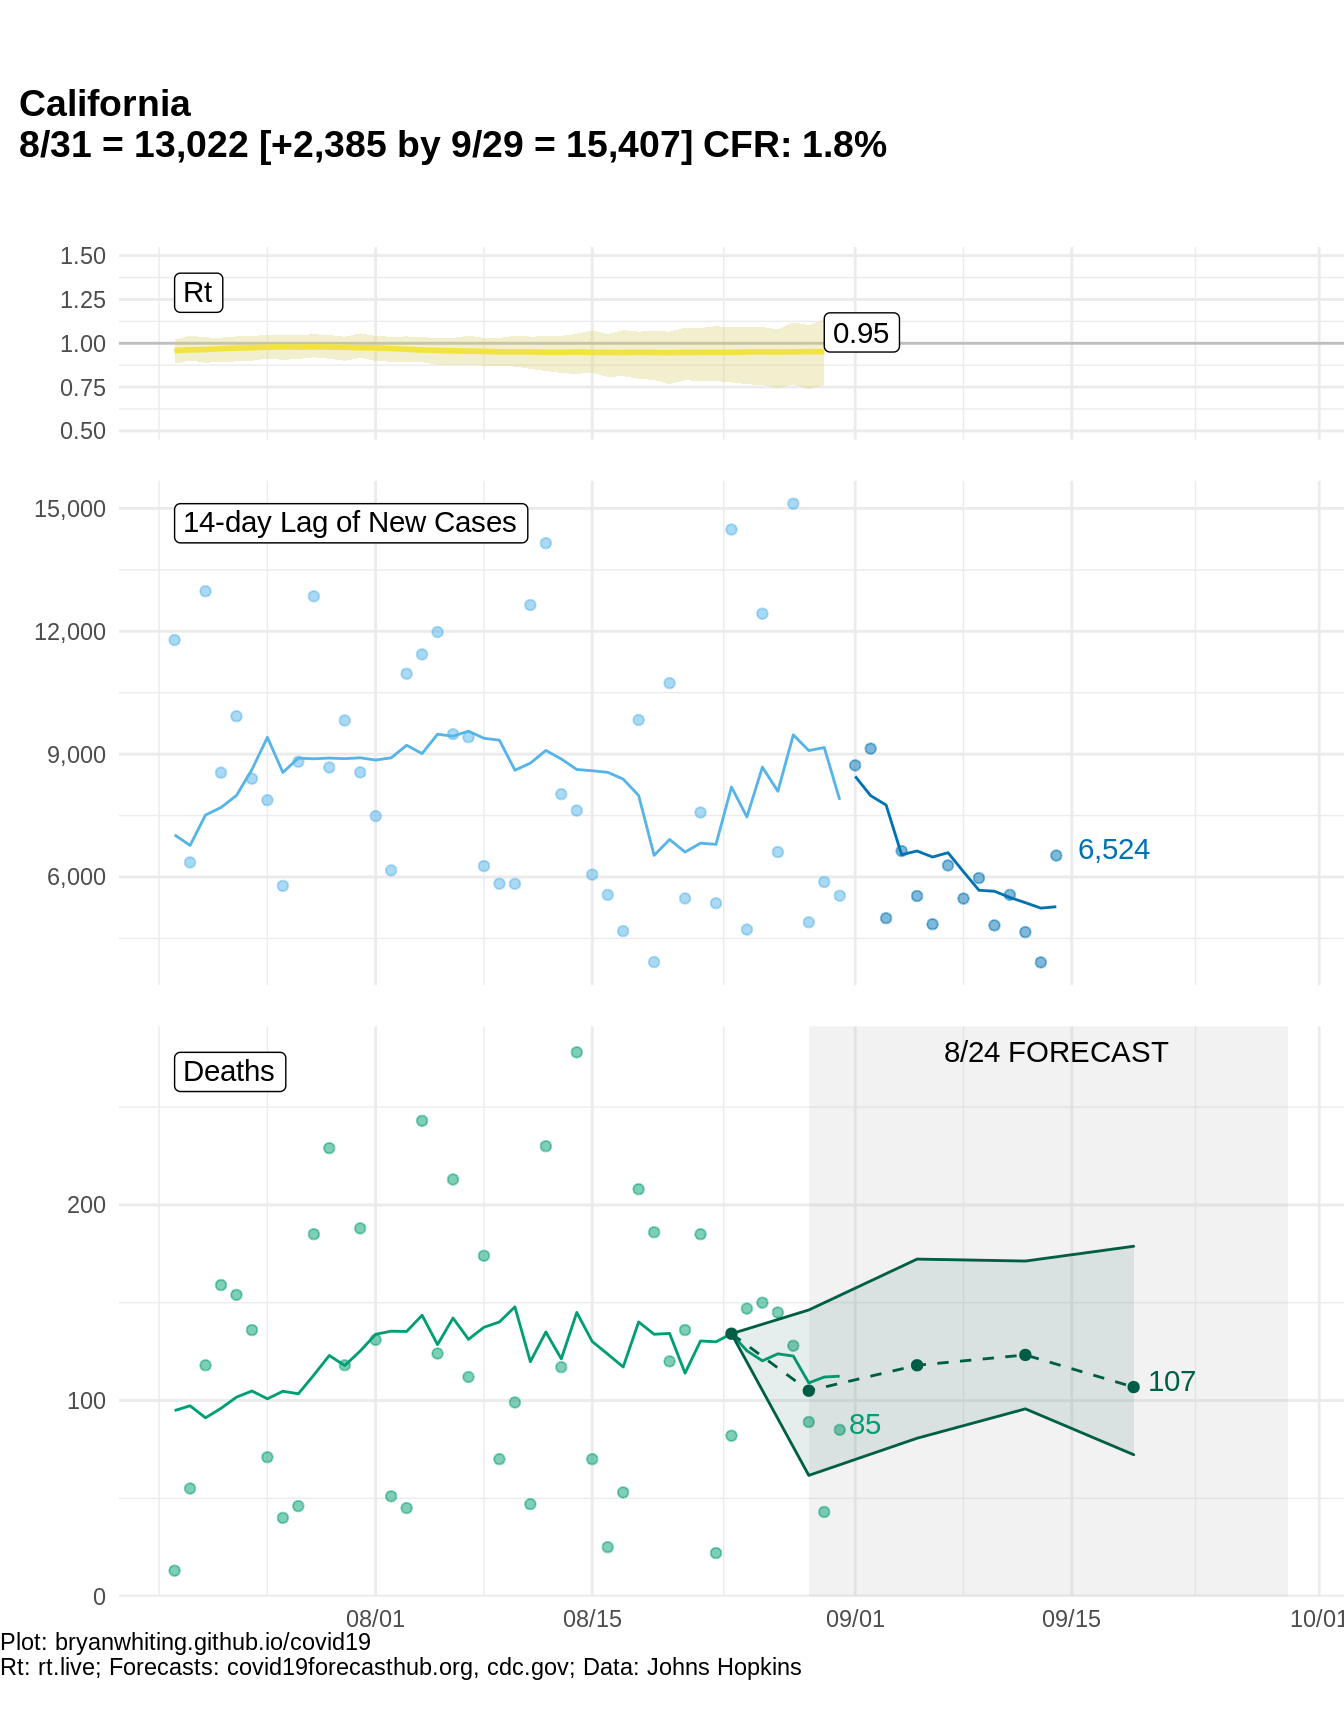 California
8/31 = 13,022 [+2,385 by 9/29 = 15,407] CFR: 1.8%
1.50
Rt
1.25
0.95
1.00
0.75
0.50
15,000
14-day Lag of New Cases
12,000
9,000
6,524
6,000
8/24 FORECAST
Deaths
200
107
100
85
0
08/01 08/15 09/01 09/15 10/01
Plot: bryanwhiting.github.io/covid19
Rt: rt.live; Forecasts: covid19forecasthub.org, cdc.gov; Data: Johns Hopkins